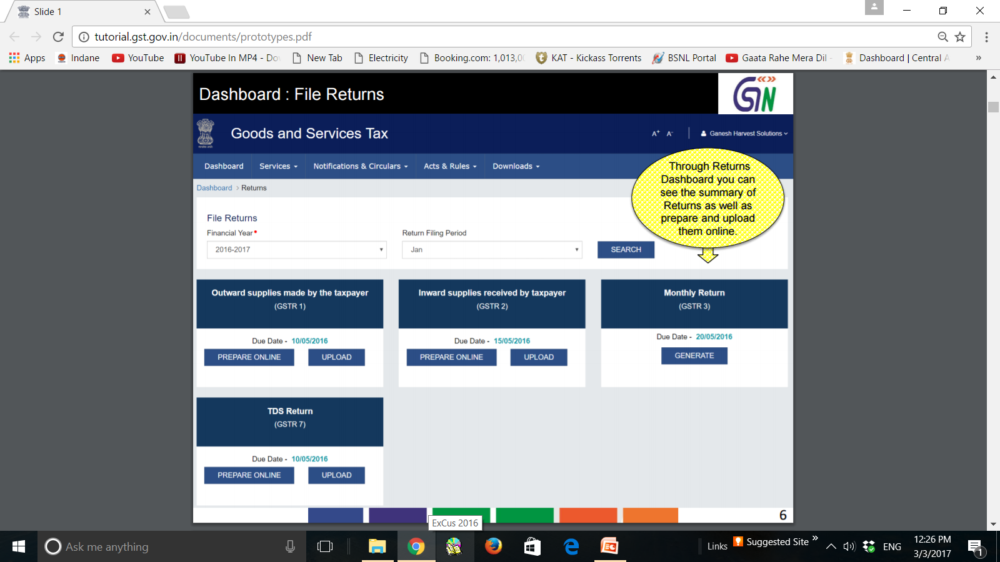 Slide 1
tutorial.gst.gov.in/documents/prototypes.pdf
Apps Indane YouTube YouTube In MP4 - Do New Tab Electricity Booking.com: 1,013,0 KAT - Kickass Torrents BSNL Portal Gaata Rahe Mera Dil - Dashboard | Central A »
Dashboard : File Returns
GSTN
Goods and Services Tax
A+ A- Ganesh Harvest Solutions
Dashboard Services Notifications & Circulars Acts & Rules Downloads
Dashboard > Returns
Through Returns
Dashboard you can
see the summary of
Returns as well as
prepare and upload
them online.
File Returns
Financial Year• Return Filing Period
2016-2017 Jan SEARCH
Outward supplies made by the taxpayer
(GSTR 1)
Due Date - 10/05/2016
PREPARE ONLINE UPLOAD
Inward supplies received by taxpayer
(GSTR 2)
Due Date - 15/05/2016
PREPARE ONLINE UPLOAD
Monthly Return
(GSTR 3)
Due Date - 20/05/2016
GENERATE
TDS Return
(GSTR 7)
Due Date - 10/05/2016
PREPARE ONLINE UPLOAD
6
ExCus 2016
Ask me anything
Links Suggested Site »
ENG
12:26 PM
3/3/2017
1